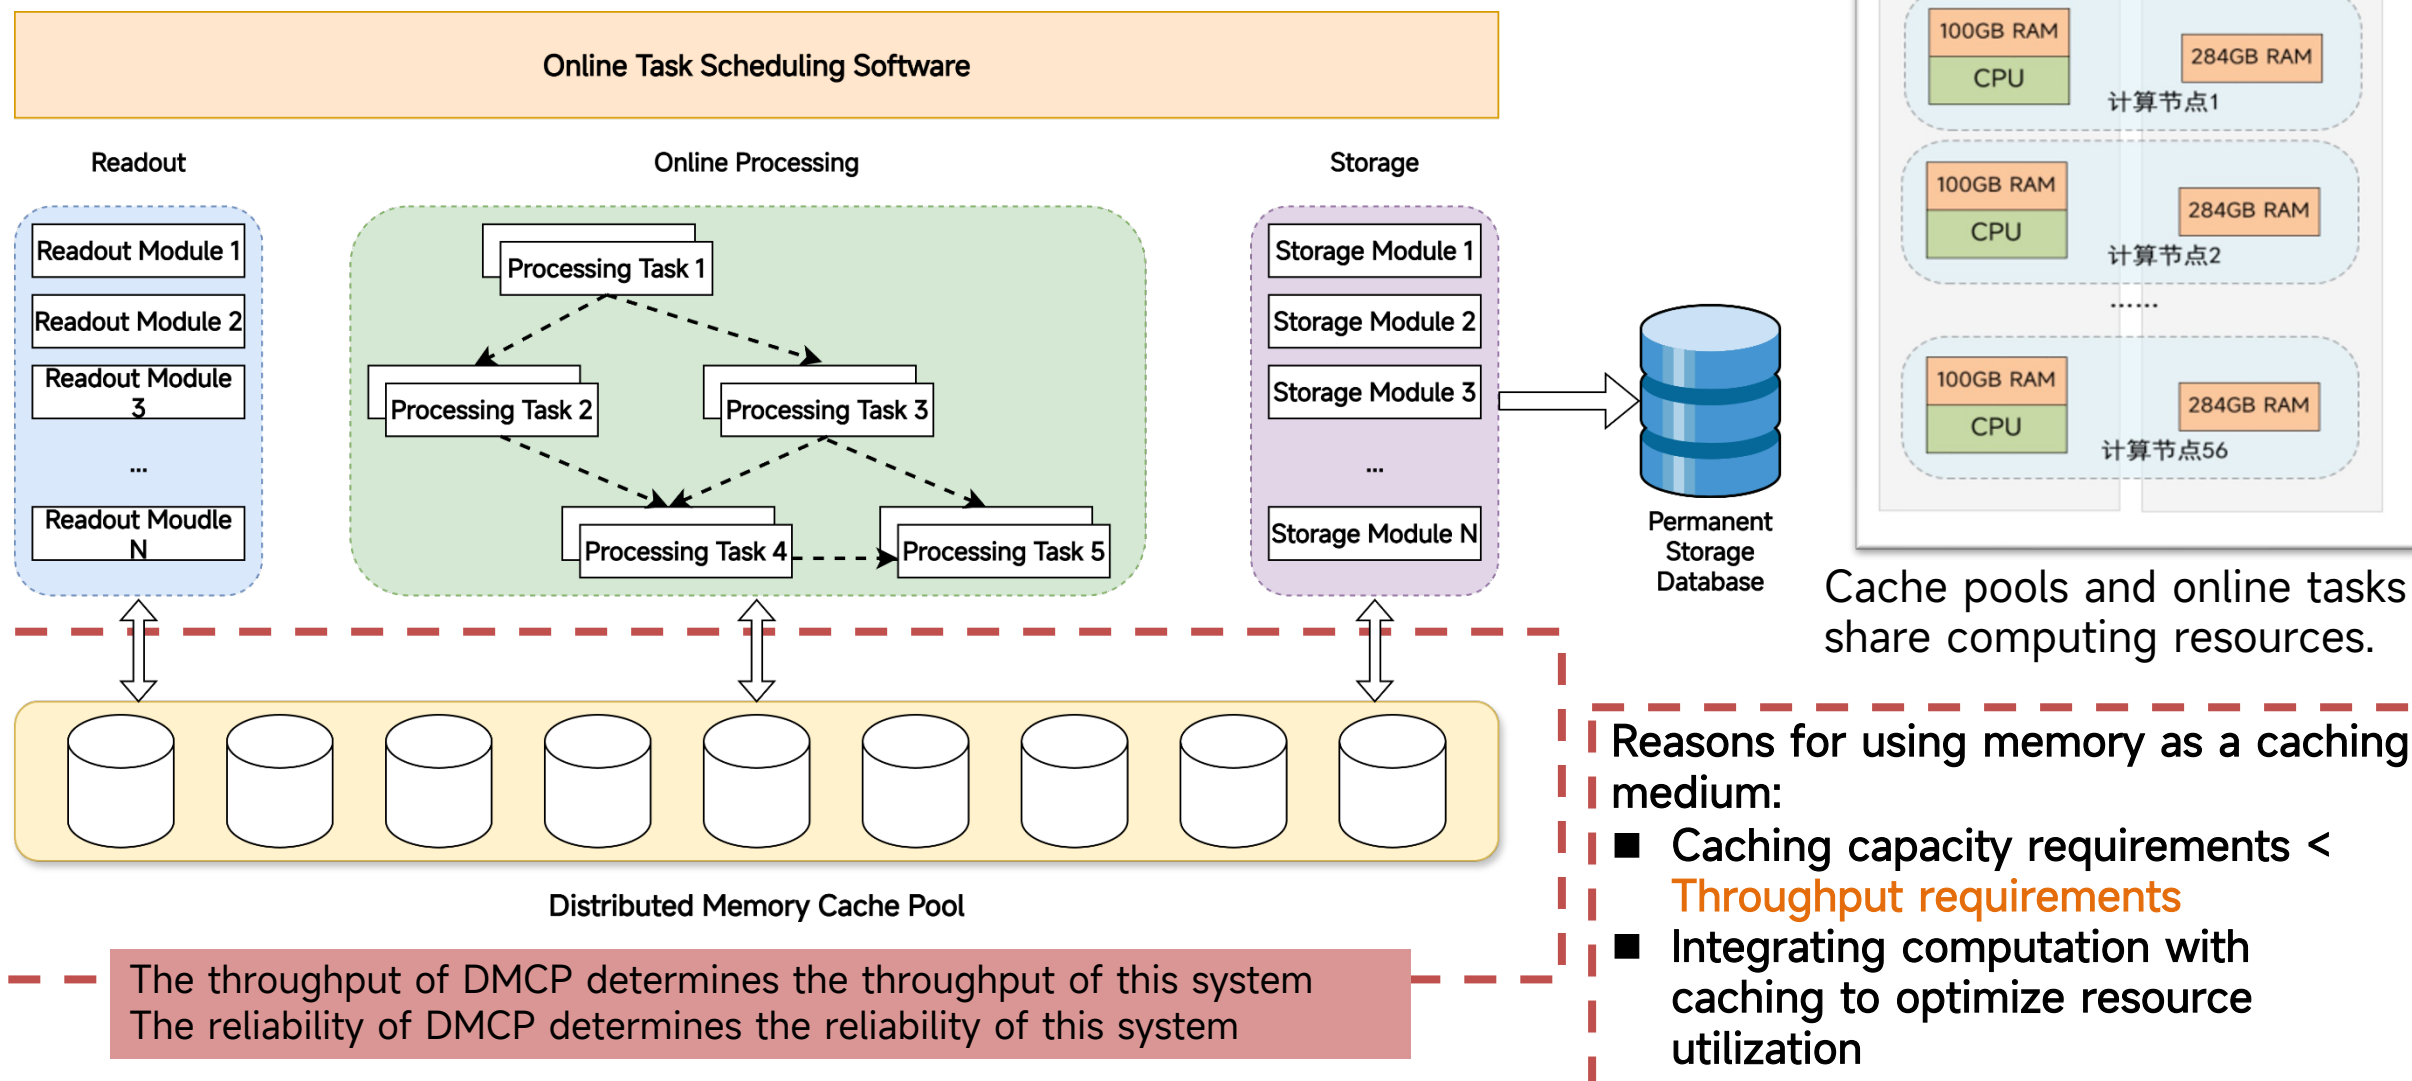 Online Task Scheduling Software
Readout
Online Processing
Storage
Readout Module 1
Readout Module 2
Readout Module
3
...
Readout Moudle
N
Processing Task 1
Processing Task 2
Processing Task 3
Processing Task 4
Processing Task 5
Storage Module 1
Storage Module 2
Storage Module 3
...
Storage Module N
Permanent
Storage
Database
Distributed Memory Cache Pool
The throughput of DMCP determines the throughput of this system
The reliability of DMCP determines the reliability of this system
100GB RAM
CPU
284GB RAM
计算节点1
100GB RAM
CPU
284GB RAM
计算节点2
......
100GB RAM
CPU
284GB RAM
计算节点56
Cache pools and online tasks
share computing resources.
Reasons for using memory as a caching
medium:
■ Caching capacity requirements <
Throughput requirements
■ Integrating computation with
caching to optimize resource
utilization